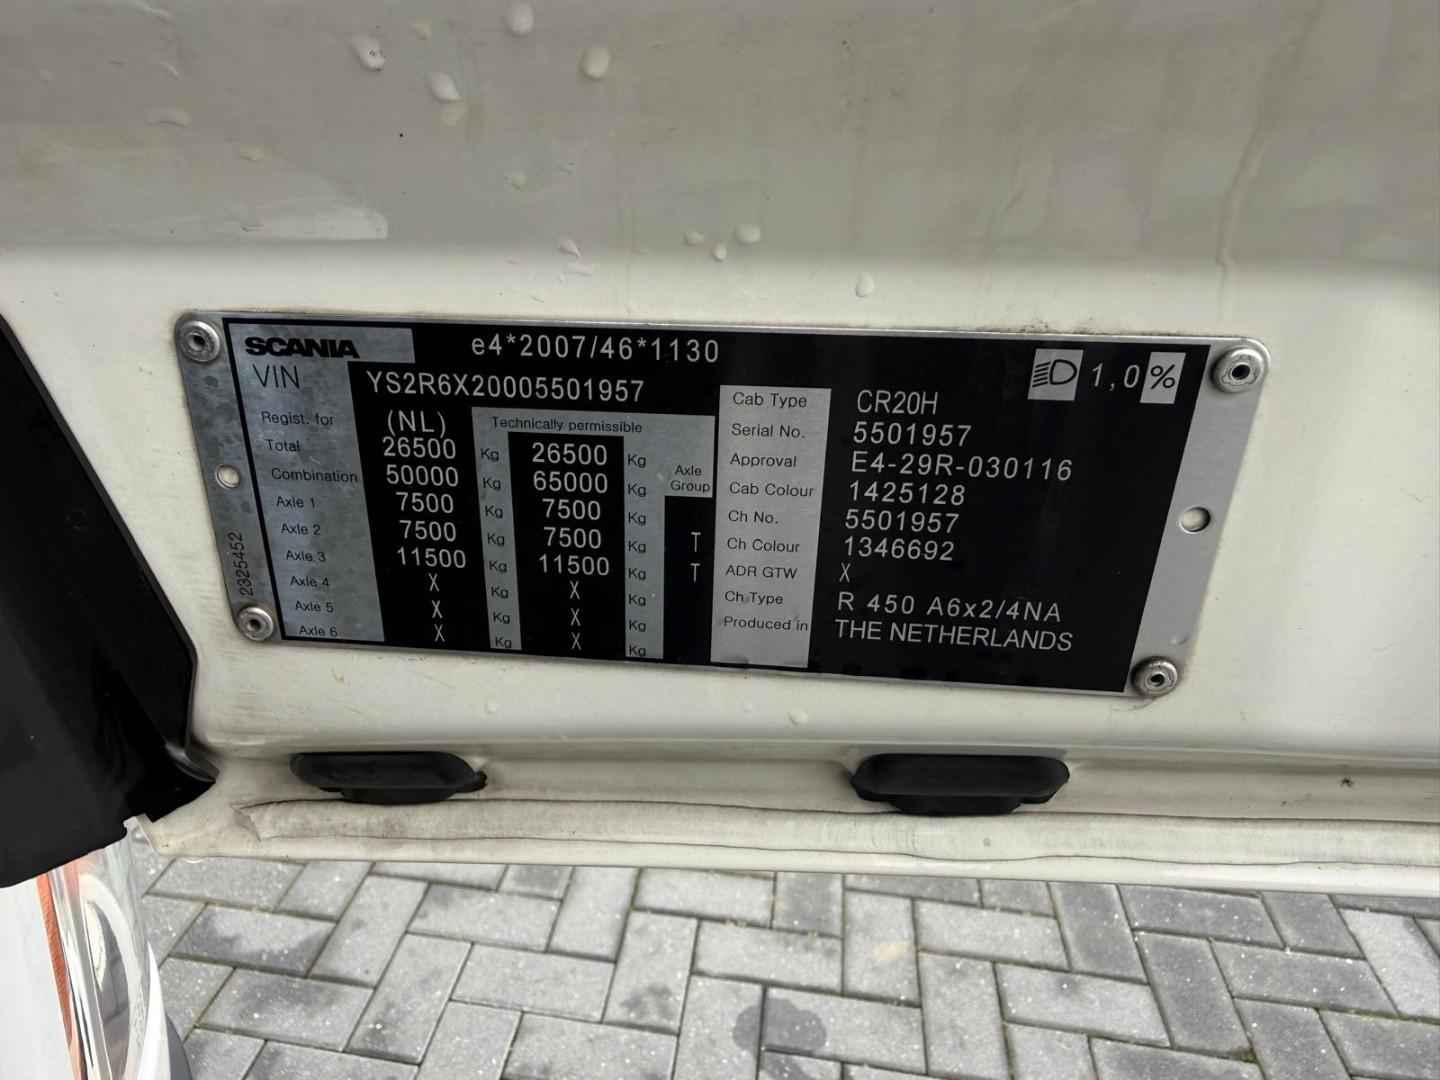 SCANIA e4*2007/46*1130
VIN YS2R6X20005501957
1,0 %
Regist. for (NL) Technically permissible
Total 26500 Kg 26500 Kg
Combination 50000 Kg 65000 Kg Axle Group
Axle 1 7500 Kg 7500 Kg
Axle 2 7500 Kg 7500 Kg T
Axle 3 11500 Kg 11500 Kg T
Axle 4 X Kg X Kg
Axle 5 X Kg X Kg
Axle 6 X Kg X Kg
Cab Type CR20H
Serial No. 5501957
Approval E4-29R-030116
Cab Colour 1425128
Ch No. 5501957
Ch Colour 1346692
ADR GTW X
Ch Type R 450 A6x2/4NA
Produced in THE NETHERLANDS
2325452